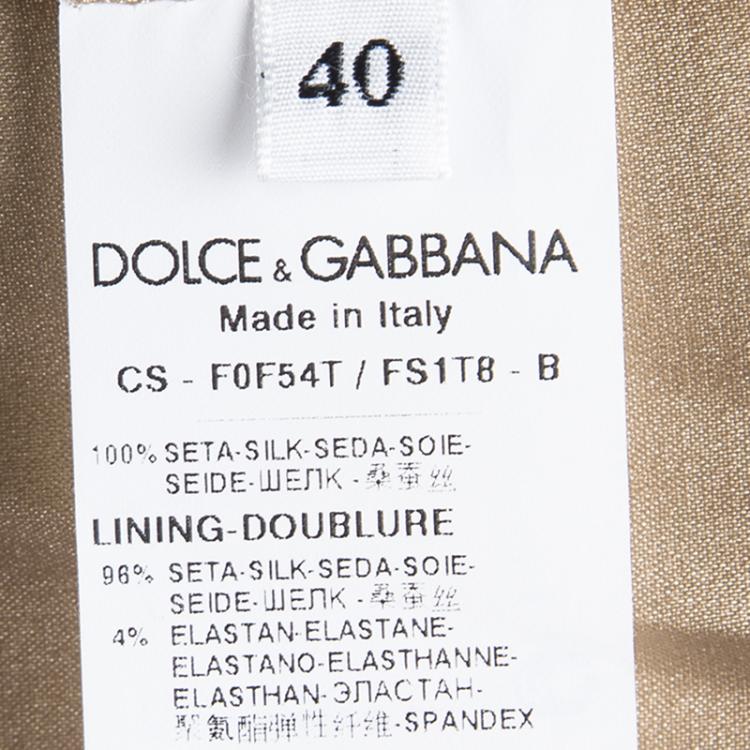 40
DOLCE & GABBANA
Made in Italy
CS - F0F54T / FS1T8 - B
100% SETA-SILK-SEDA-SOIE-
SEIDE-ШЕЛК - 桑蚕丝
LINING-DOUBLURE
96% SETA-SILK-SEDA-SOIE-
SEIDE-ШЕЛК - 桑蚕丝
4% ELASTAN-ELASTANE-
ELASTANO-ELASTHANNE-
ELASTHAN-ЭЛАСТАН-
聚氨酯弹性纤维-SPANDEX